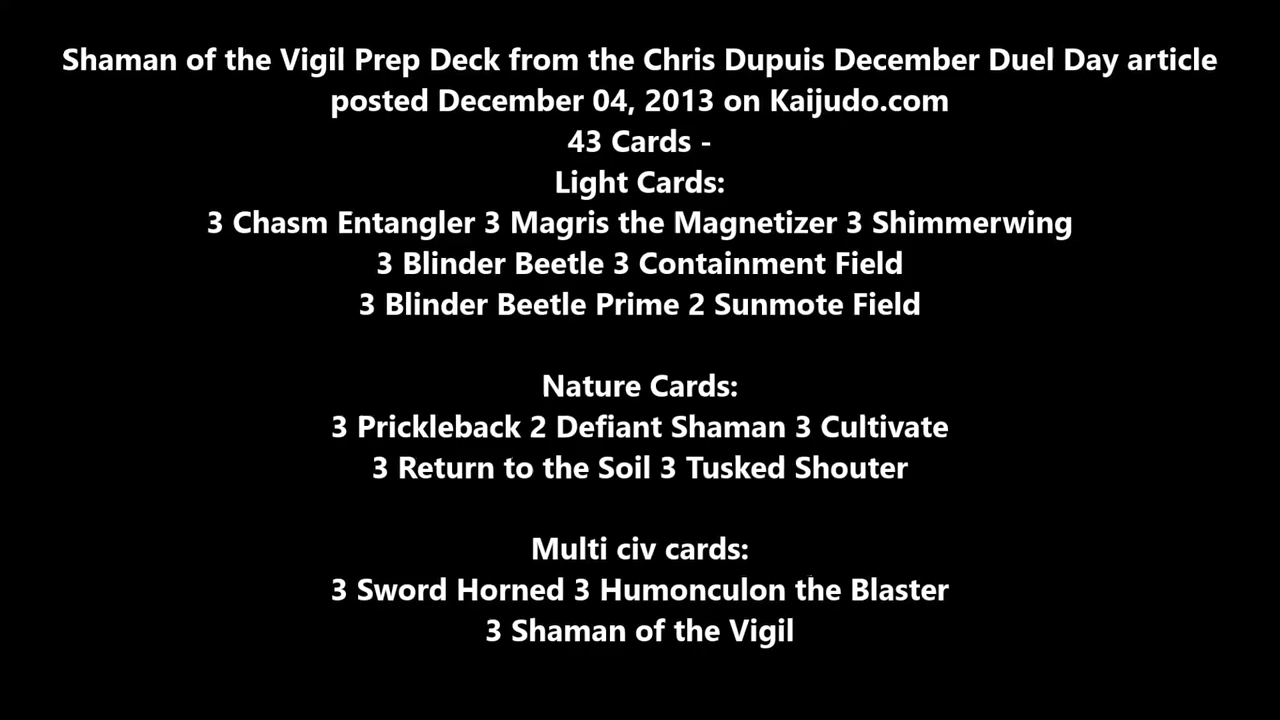 Shaman of the Vigil Prep Deck from the Chris Dupuis December Duel Day article
posted December 04, 2013 on Kaijudo.com
43 Cards -
Light Cards:
3 Chasm Entangler 3 Magris the Magnetizer 3 Shimmerwing
3 Blinder Beetle 3 Containment Field
3 Blinder Beetle Prime 2 Sunmote Field
Nature Cards:
3 Prickleback 2 Defiant Shaman 3 Cultivate
3 Return to the Soil 3 Tusked Shouter
Multi civ cards:
3 Sword Horned 3 Humonculon the Blaster
3 Shaman of the Vigil